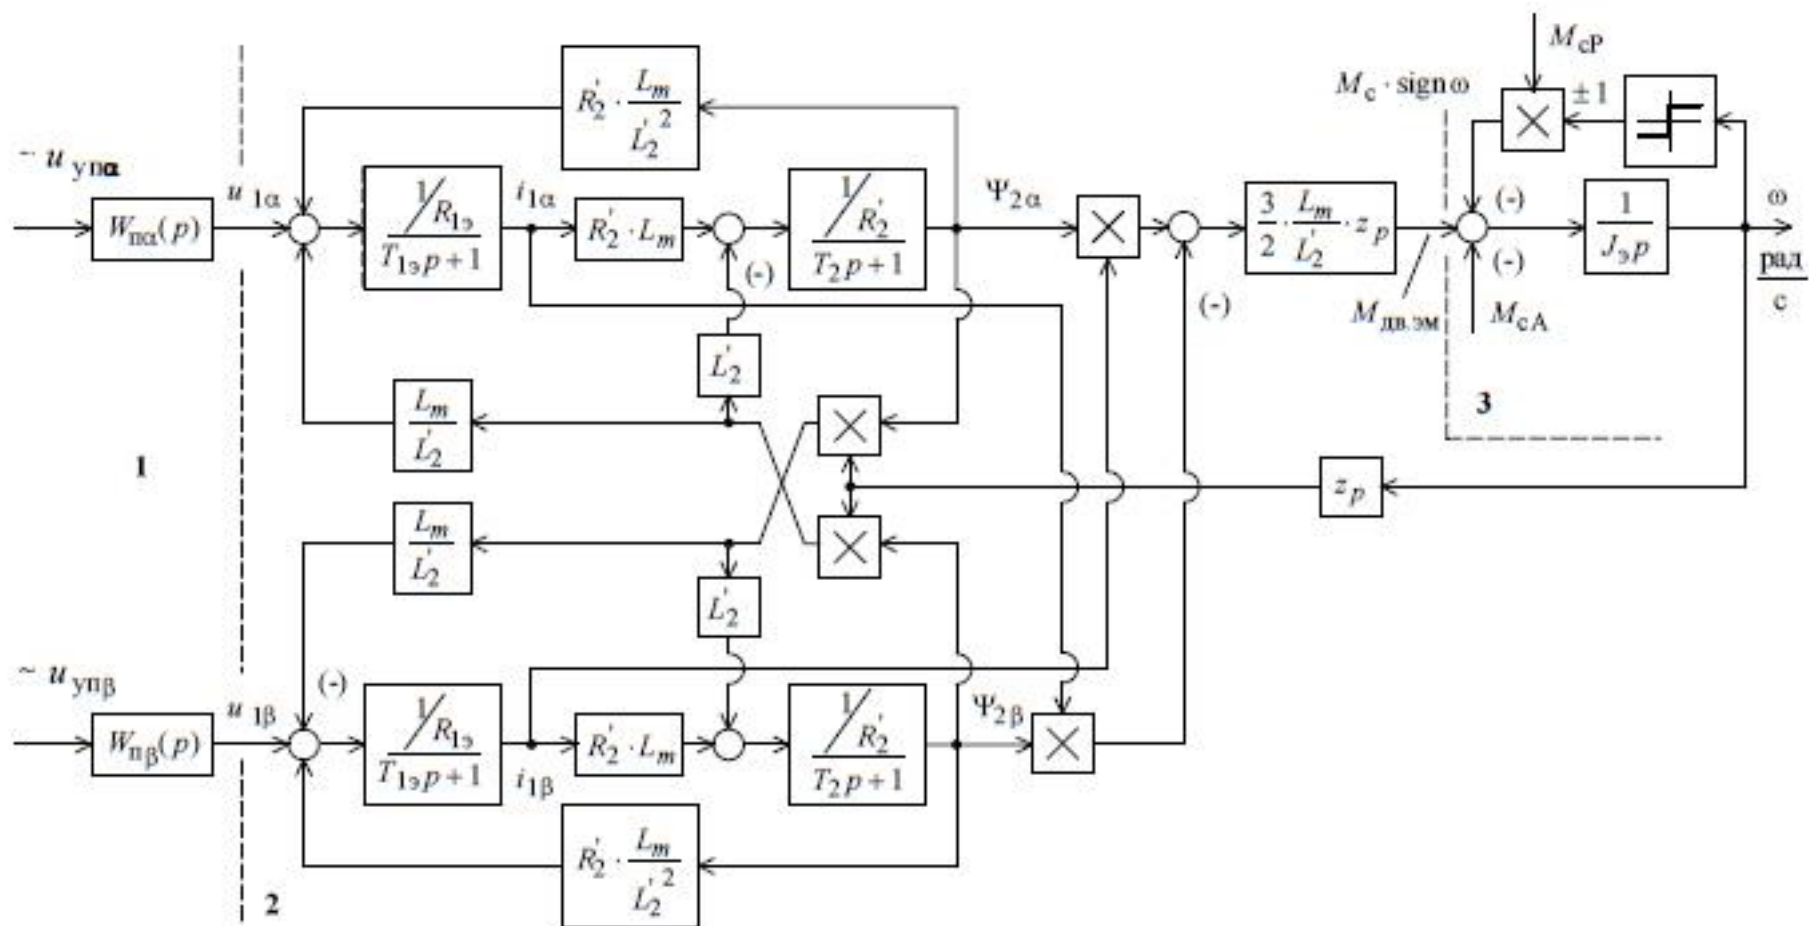 M_cP
M_c · sign ω
± 1
R'_2 · L_m / L'_2^2
~ u_упα
u_1α
1/R_1э / T_1э p + 1
i_1α
1/R'_2 / T_2 p + 1
Ψ_2α
(-)
ω
W_пα(p)
R'_2 · L_m
3/2 · L_m / L'_2 · z_p
1 / J_э p
(-)
(-)
(-)
рад / с
M_дв.эм
M_cA
L'_2
L_m / L'_2
3
1
z_p
L_m / L'_2
L'_2
~ u_упβ
(-)
u_1β
1/R_1э / T_1э p + 1
1/R'_2 / T_2 p + 1
Ψ_2β
W_пβ(p)
R'_2 · L_m
i_1β
R'_2 · L_m / L'_2^2
2